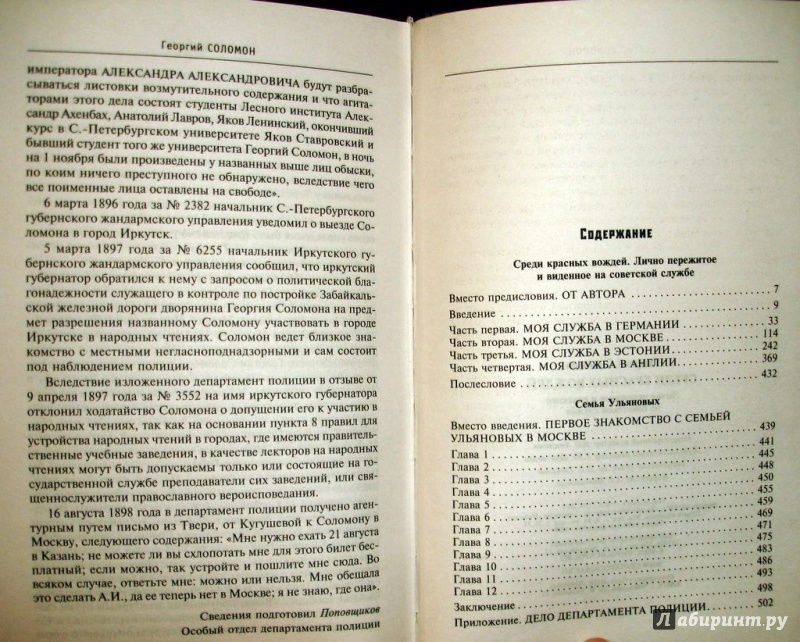 Георгий СОЛОМОН
императора АЛЕКСАНДРА АЛЕКСАНДРОВИЧА будут разбра-
сываться листовки возмутительного содержания и что агита-
торами этого дела состоят студенты Лесного института Алек-
сандр Ахенбах, Анатолий Лавров, Яков Ленинский, окончивший
курс в С.-Петербургском университете Яков Ставровский и
бывший студент того же университета Георгий Соломон, в ночь
на 1 ноября были произведены у названных выше лиц обыски,
по коим ничего преступного не обнаружено, вследствие чего
все поименные лица оставлены на свободе».
6 марта 1896 года за № 2382 начальник С.-Петербургского
губернского жандармского управления уведомил о выезде Со-
ломона в город Иркутск.
5 марта 1897 года за № 6255 начальник Иркутского гу-
бернского жандармского управления сообщил, что иркутский
губернатор обратился к нему с запросом о политической бла-
гонадежности служащего в контроле по постройке Забайкаль-
ской железной дороги дворянина Георгия Соломона на пред-
мет разрешения названному Соломону участвовать в городе
Иркутске в народных чтениях. Соломон ведет близкое зна-
комство с местными негласноподнадзорными и сам состоит
под наблюдением полиции.
Вследствие изложенного департамент полиции в отзыве от
9 апреля 1897 года за № 3552 на имя иркутского губернатора
отклонил ходатайство Соломона о допущении его к участию в
народных чтениях, так как на основании пункта 8 правил для
устройства народных чтений в городах, где имеются правитель-
ственные учебные заведения, в качестве лекторов на народных
чтениях могут быть допускаемы только или состоящие на го-
сударственной службе преподаватели сих заведений, или свя-
щеннослужители православного вероисповедания.
16 августа 1898 года в департамент полиции получено аген-
турным путем письмо из Твери, от Кугушевой к Соломону в
Москву, следующего содержания: «Мне нужно ехать 21 августа
в Казань; не можете ли вы схлопотать мне для этого билет бес-
платный; если можно, так устройте и пошлите мне сюда. Во
всяком случае, ответьте мне: можно или нельзя. Мне обещала
это сделать А.И., да ее теперь нет в Москве; я не знаю, где она».
Сведения подготовил Поповщиков
Особый отдел департамента полиции
СОДЕРЖАНИЕ
Среди красных вождей. Лично пережитое
и виденное на советской службе
Вместо предисловия. ОТ АВТОРА . . . 7
Введение . . . 9
Часть первая. МОЯ СЛУЖБА В ГЕРМАНИИ . . . 33
Часть вторая. МОЯ СЛУЖБА В МОСКВЕ . . . 114
Часть третья. МОЯ СЛУЖБА В ЭСТОНИИ . . . 242
Часть четвертая. МОЯ СЛУЖБА В АНГЛИИ . . . 369
Послесловие . . . 432
Семья Ульяновых
Вместо введения. ПЕРВОЕ ЗНАКОМСТВО С СЕМЬЕЙ
УЛЬЯНОВЫХ В МОСКВЕ . . . 439
Глава 1 . . . 441
Глава 2 . . . 445
Глава 3 . . . 448
Глава 4 . . . 450
Глава 5 . . . 455
Глава 6 . . . 459
Глава 7 . . . 469
Глава 8 . . . 471
Глава 9 . . . 475
Глава 10 . . . 483
Глава 11 . . . 486
Глава 12 . . . 493
Заключение . . . 498
Приложение. ДЕЛО ДЕПАРТАМЕНТА ПОЛИЦИИ . . . 502
Лабиринт.ру